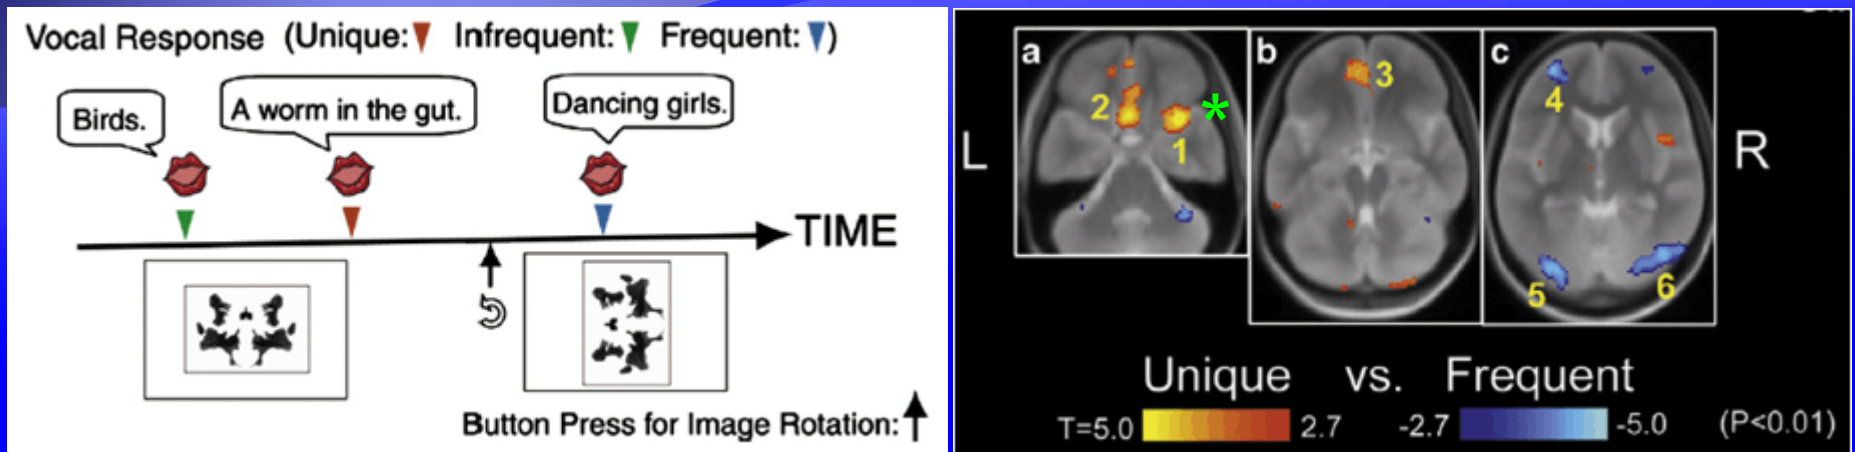 Vocal Response (Unique: Infrequent: Frequent: )
Birds.
A worm in the gut.
Dancing girls.
TIME
Button Press for Image Rotation:
a
b
c
2
*
1
3
4
5
6
L
R
Unique vs. Frequent
T=5.0 2.7 -2.7 -5.0 (P<0.01)